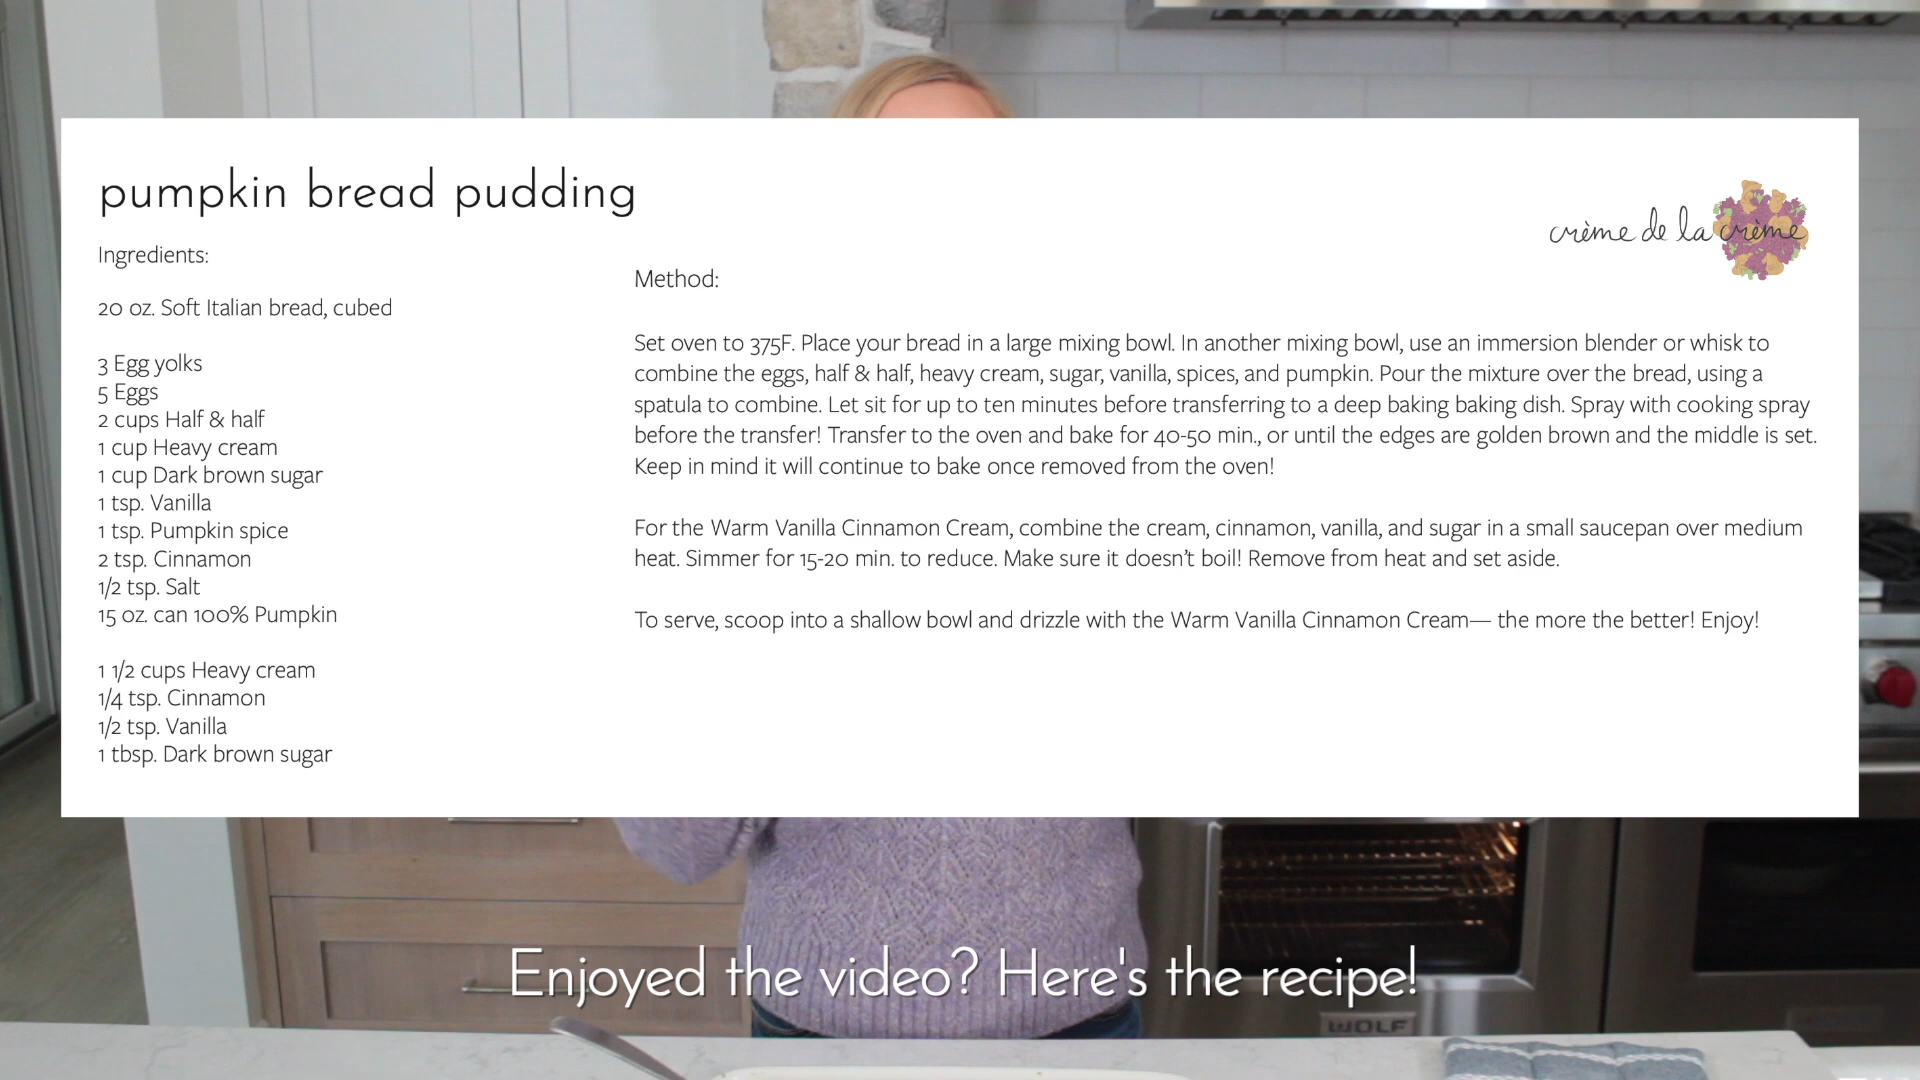 pumpkin bread pudding
crème de la crème
Ingredients:
20 oz. Soft Italian bread, cubed
3 Egg yolks
5 Eggs
2 cups Half & half
1 cup Heavy cream
1 cup Dark brown sugar
1 tsp. Vanilla
1 tsp. Pumpkin spice
2 tsp. Cinnamon
1/2 tsp. Salt
15 oz. can 100% Pumpkin
1 1/2 cups Heavy cream
1/4 tsp. Cinnamon
1/2 tsp. Vanilla
1 tbsp. Dark brown sugar
Method:
Set oven to 375F. Place your bread in a large mixing bowl. In another mixing bowl, use an immersion blender or whisk to
combine the eggs, half & half, heavy cream, sugar, vanilla, spices, and pumpkin. Pour the mixture over the bread, using a
spatula to combine. Let sit for up to ten minutes before transferring to a deep baking baking dish. Spray with cooking spray
before the transfer! Transfer to the oven and bake for 40-50 min., or until the edges are golden brown and the middle is set.
Keep in mind it will continue to bake once removed from the oven!
For the Warm Vanilla Cinnamon Cream, combine the cream, cinnamon, vanilla, and sugar in a small saucepan over medium
heat. Simmer for 15-20 min. to reduce. Make sure it doesn't boil! Remove from heat and set aside.
To serve, scoop into a shallow bowl and drizzle with the Warm Vanilla Cinnamon Cream— the more the better! Enjoy!
Enjoyed the video? Here's the recipe!
WOLF